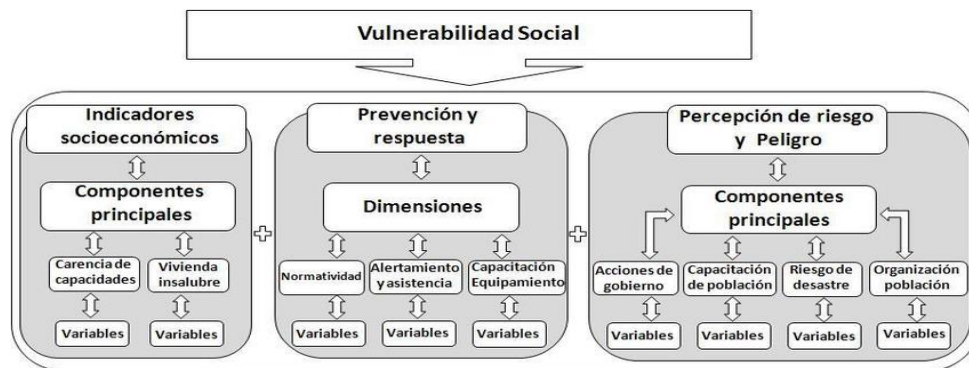 Vulnerabilidad Social
Indicadores
socioeconómicos
Componentes
principales
Carencia de
capacidades
Vivienda
insalubre
Variables
Variables
Prevención y
respuesta
Dimensiones
Normatividad
Alertamiento
y asistencia
Capacitación
Equipamiento
Variables
Variables
Variables
Percepción de riesgo
y Peligro
Componentes
principales
Acciones de
gobierno
Capacitación
de población
Riesgo de
desastre
Organización
población
Variables
Variables
Variables
Variables